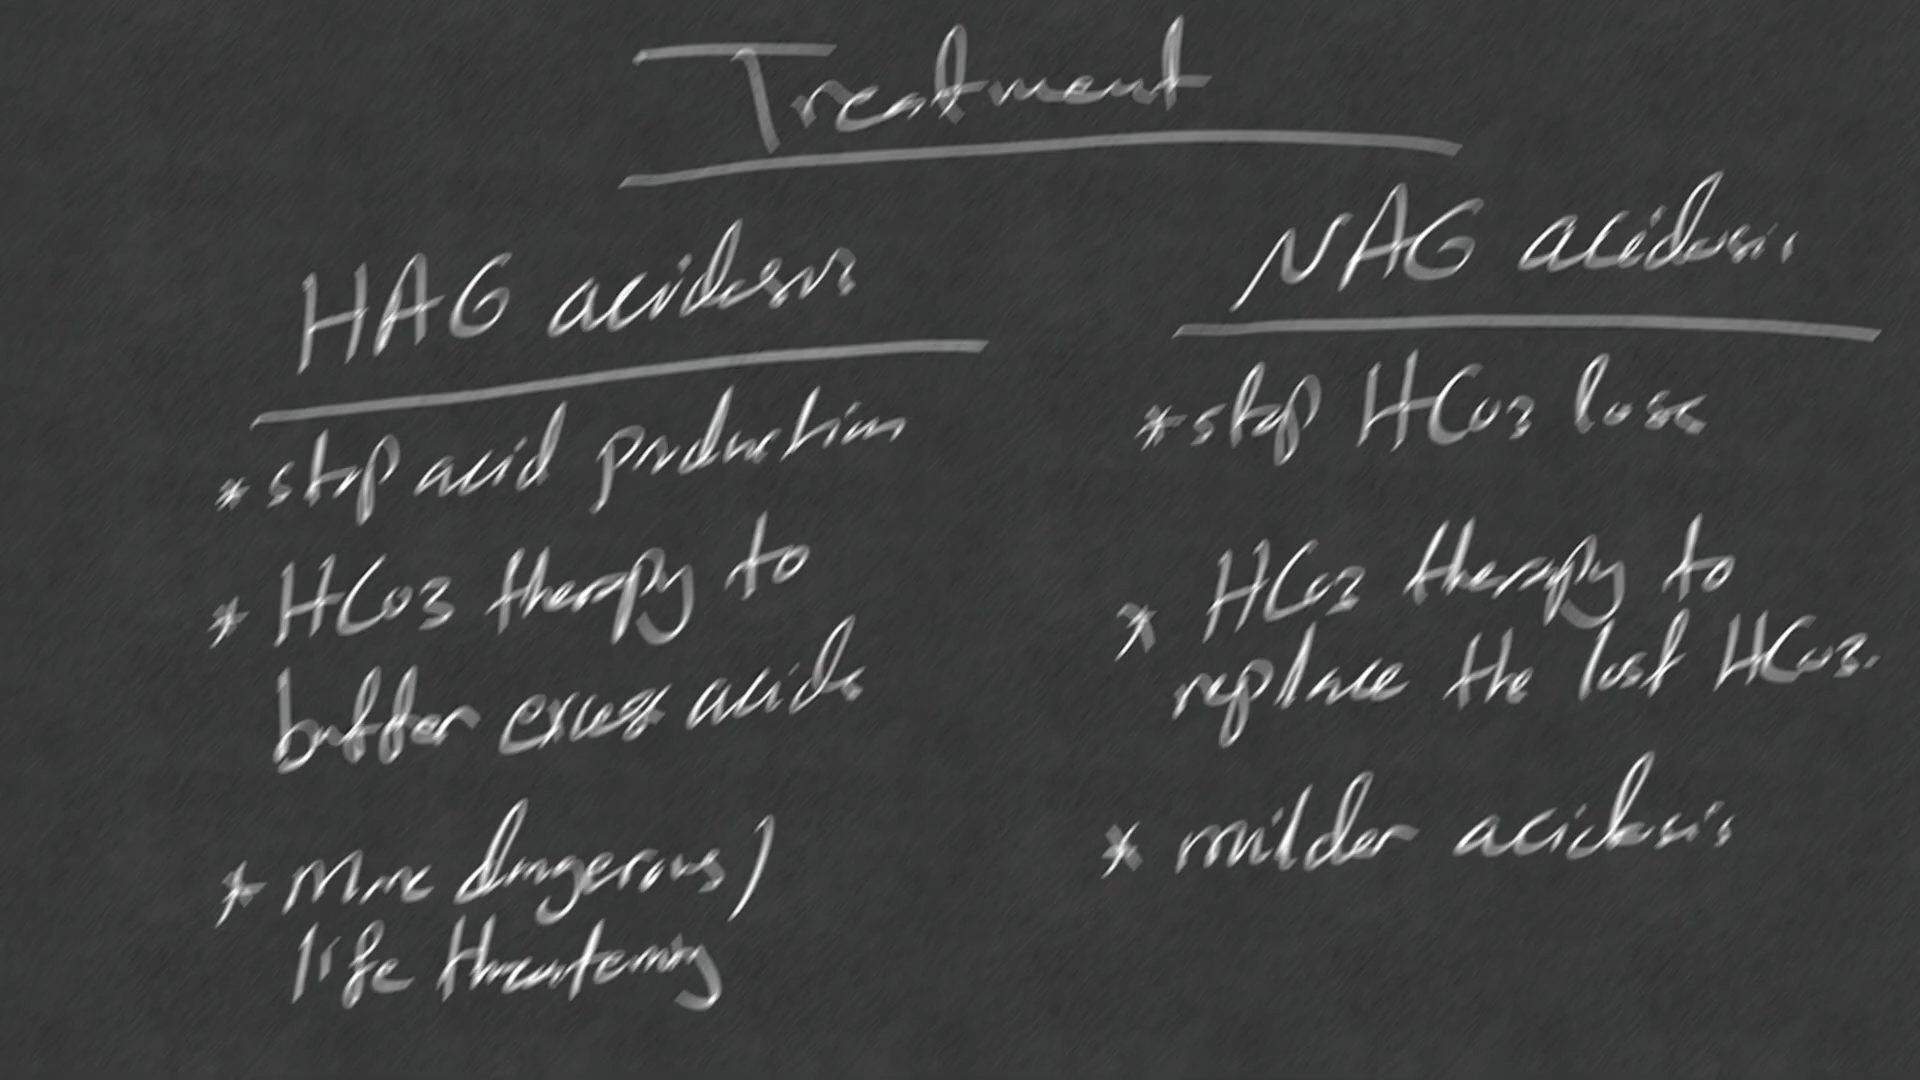 Treatment
HAG acidosis
* stop acid production
* HCO3 therapy to
buffer excess acids
* More dangerous /
life threatening
NAG acidosis
* stop HCO3 loss
* HCO3 therapy to
replace the lost HCO3.
* milder acidosis